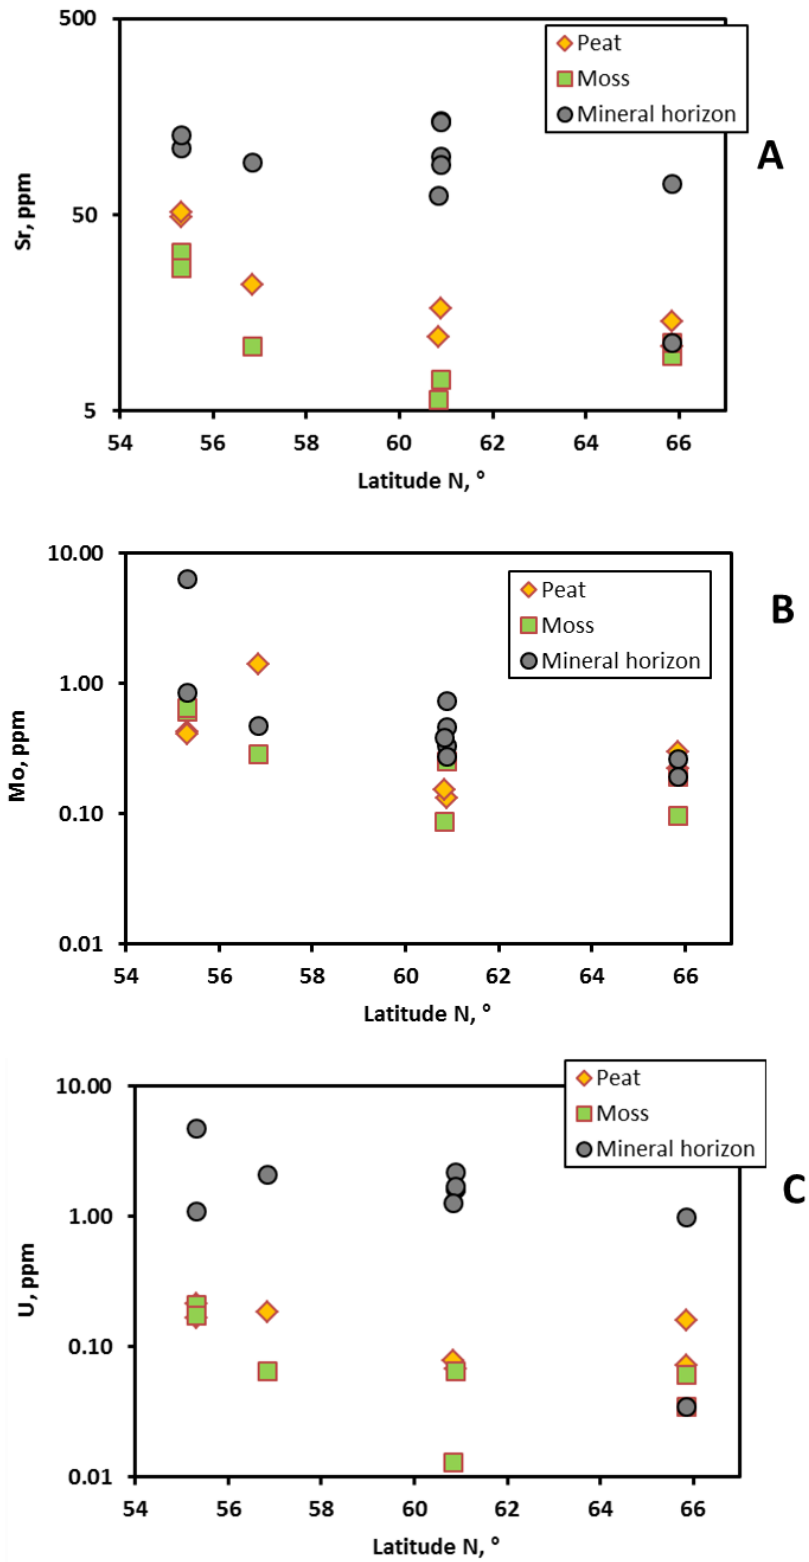 500
50
5
Sr, ppm
Peat
Moss
Mineral horizon
A
54 56 58 60 62 64 66
Latitude N, °
10.00
1.00
0.10
0.01
Mo, ppm
Peat
Moss
Mineral horizon
B
54 56 58 60 62 64 66
Latitude N, °
10.00
1.00
0.10
0.01
U, ppm
Peat
Moss
Mineral horizon
C
54 56 58 60 62 64 66
Latitude N, °